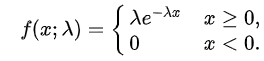 f(x; λ) = { λe^{−λx} x ≥ 0,
0 x < 0.